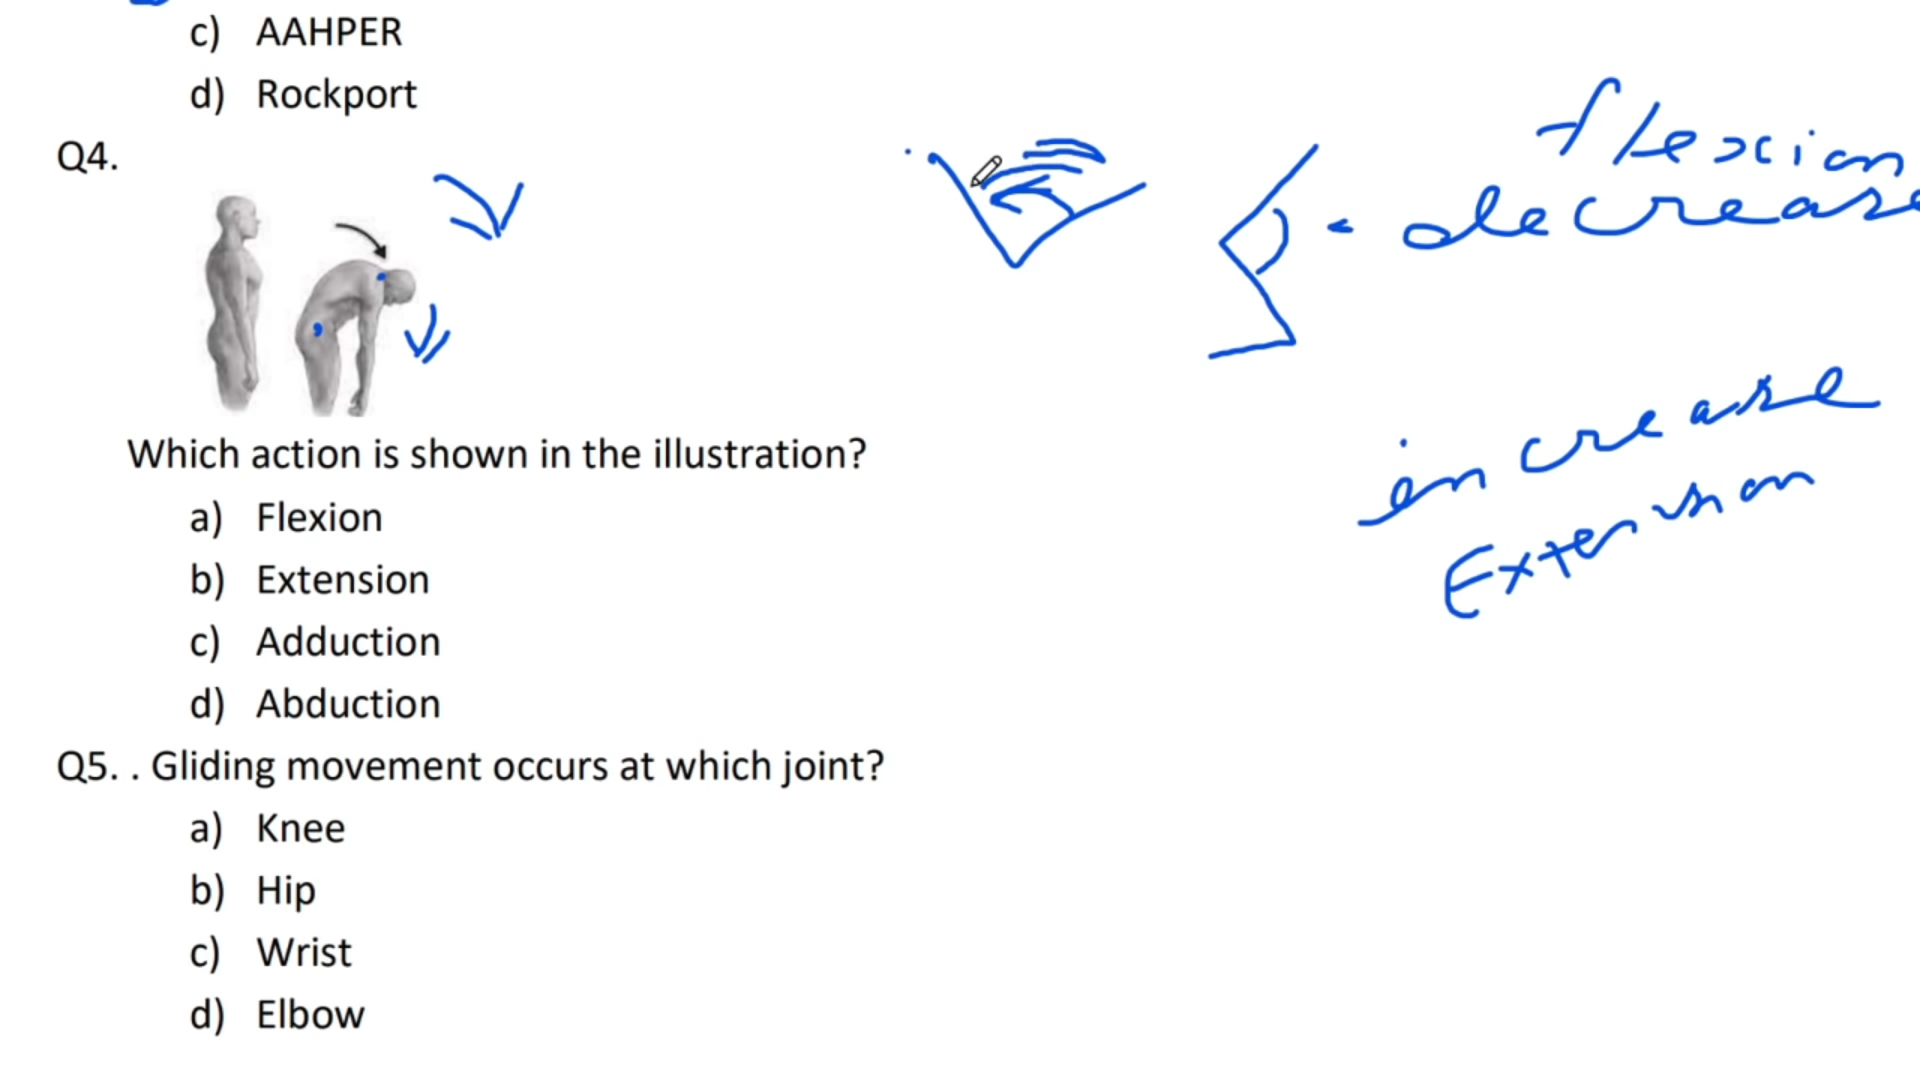 c) AAHPER
d) Rockport
Q4.
flexion
decrease
Which action is shown in the illustration?
increase
Extension
a) Flexion
b) Extension
c) Adduction
d) Abduction
Q5. . Gliding movement occurs at which joint?
a) Knee
b) Hip
c) Wrist
d) Elbow